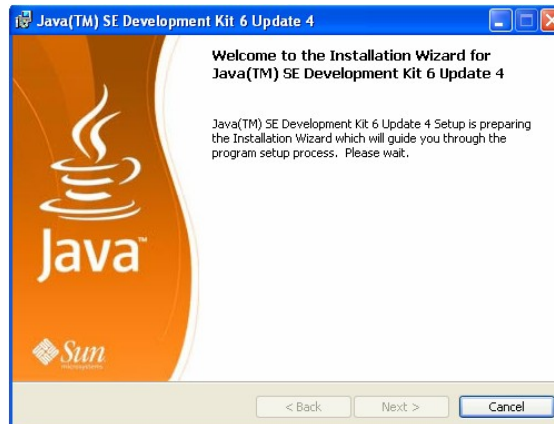 Java(TM) SE Development Kit 6 Update 4
Welcome to the Installation Wizard for
Java(TM) SE Development Kit 6 Update 4
Java(TM) SE Development Kit 6 Update 4 Setup is preparing
the Installation Wizard which will guide you through the
program setup process. Please wait.
Java™
Sun
microsystems
< Back
Next >
Cancel